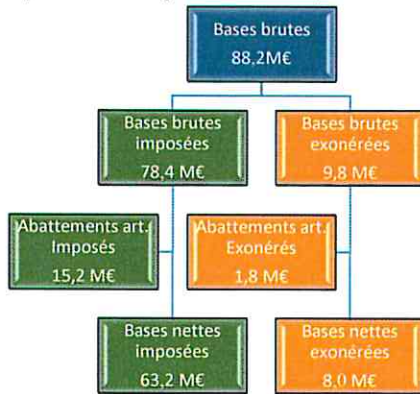 Bases brutes
88,2M€
Bases brutes
imposées
78,4 M€
Bases brutes
exonérées
9,8 M€
Abattements art.
Imposés
15,2 M€
Abattements art.
Exonérés
1,8 M€
Bases nettes
imposées
63,2 M€
Bases nettes
exonérées
8,0 M€